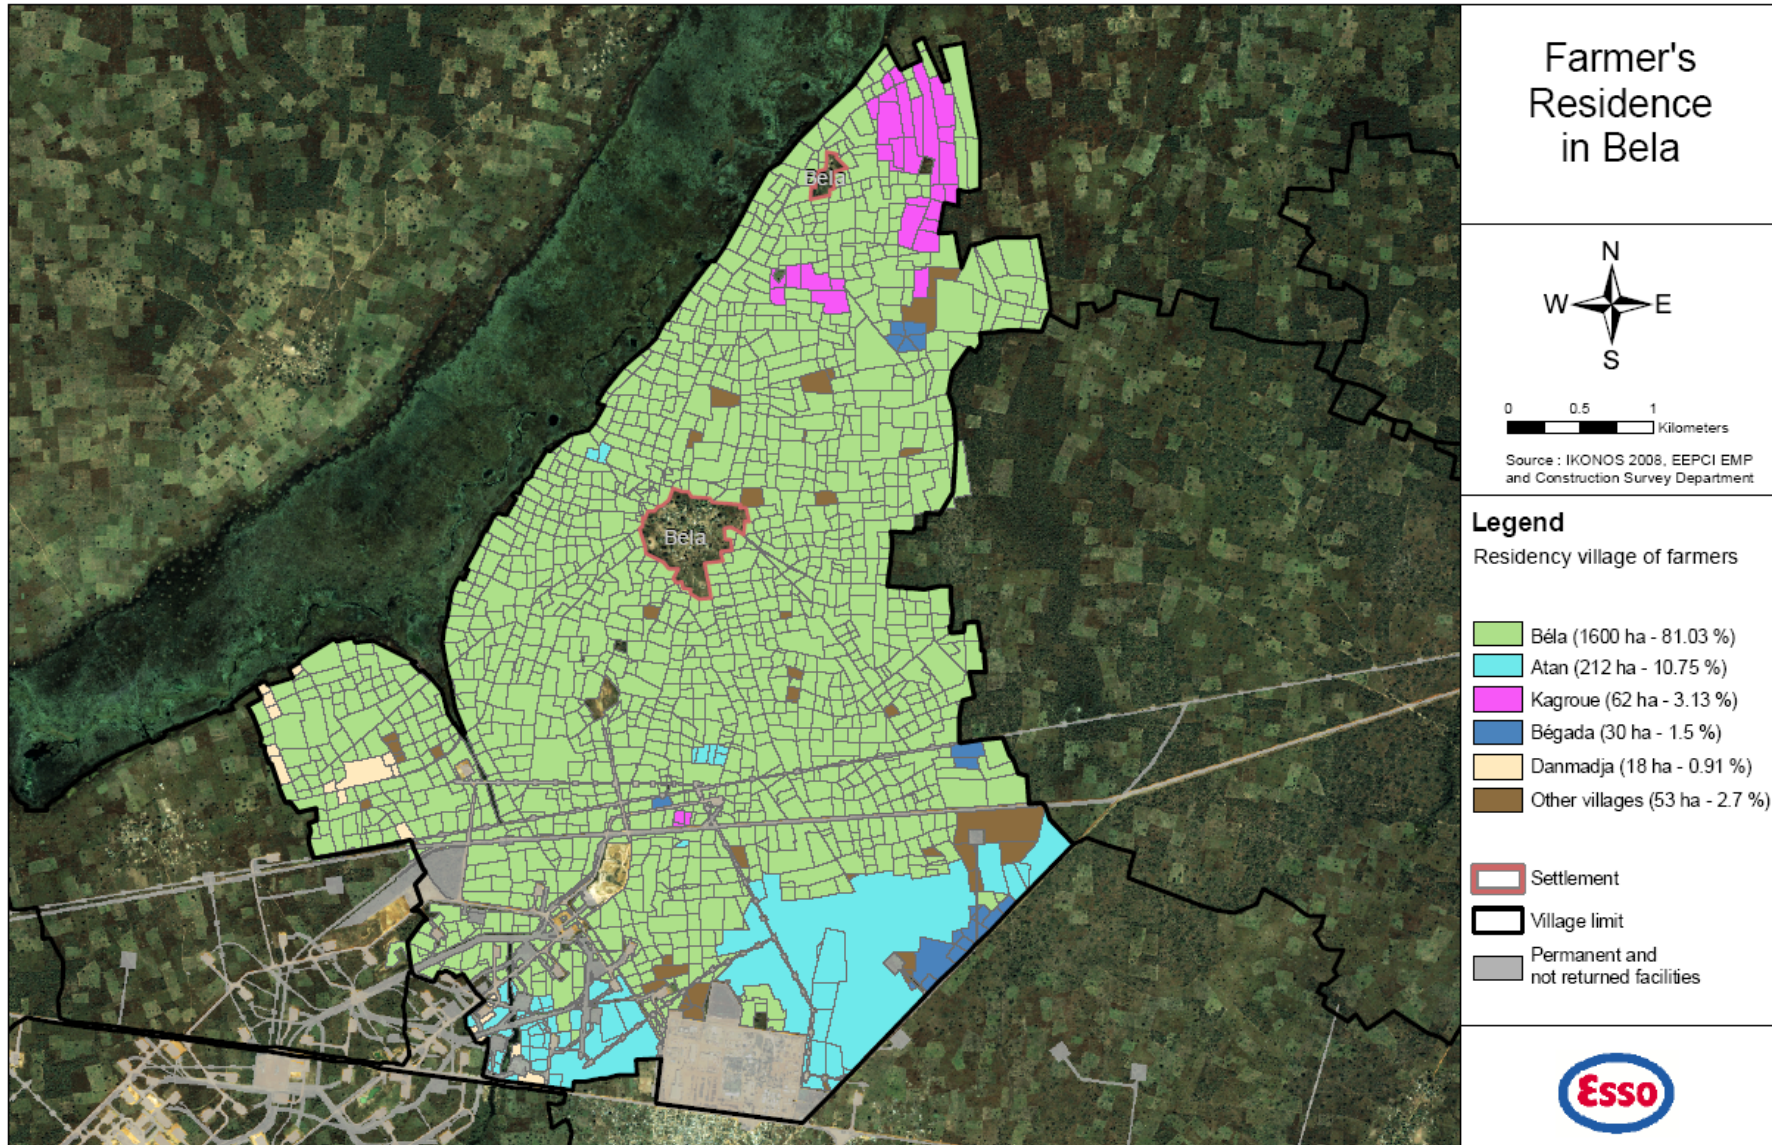 Farmer's
Residence
in Bela
N
W E
S
0 0.5 1
Kilometers
Source : IKONOS 2008, EEPCI EMP
and Construction Survey Department
Legend
Residency village of farmers
Béla (1600 ha - 81.03 %)
Atan (212 ha - 10.75 %)
Kagroue (62 ha - 3.13 %)
Bégada (30 ha - 1.5 %)
Danmadja (18 ha - 0.91 %)
Other villages (53 ha - 2.7 %)
Settlement
Village limit
Permanent and
not returned facilities
Esso
Bela
Bela